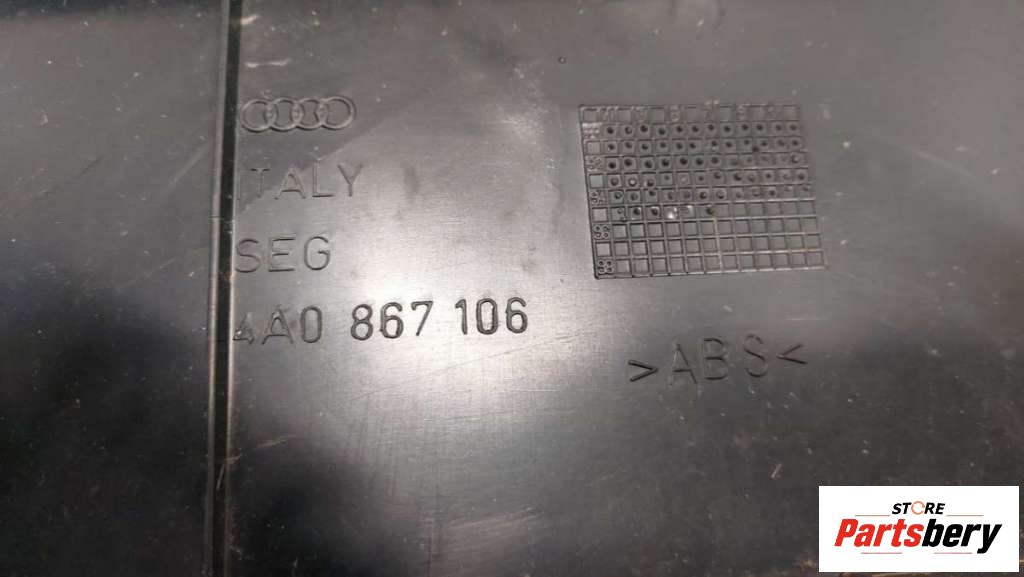 ITALY
SEG
4A0 867 106
>ABS<
STORE
Partsbery